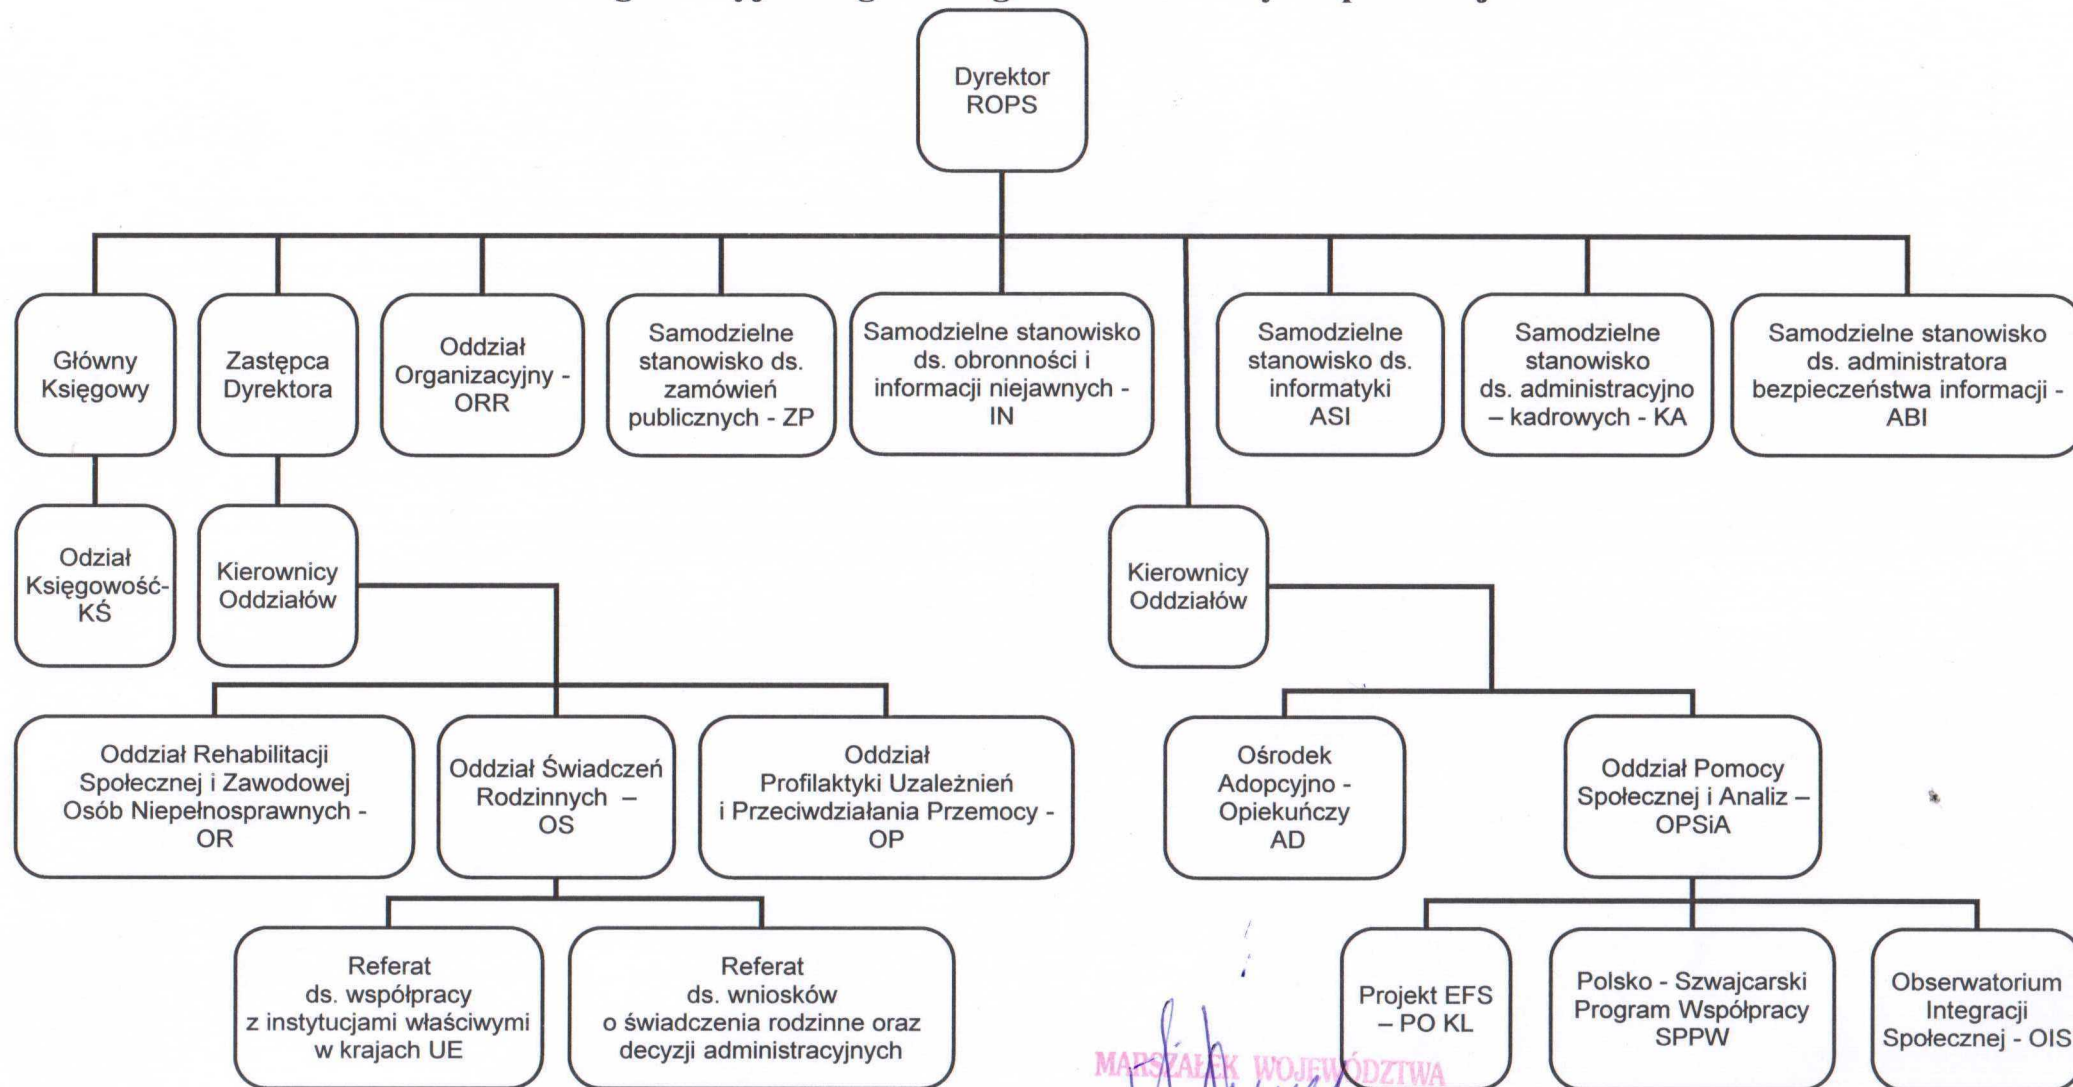 Dyrektor
ROPS
Główny
Księgowy
Zastępca
Dyrektora
Oddział
Organizacyjny -
ORR
Samodzielne
stanowisko ds.
zamówień
publicznych - ZP
Samodzielne stanowisko
ds. obronności i
informacji niejawnych -
IN
Samodzielne
stanowisko ds.
informatyki
ASI
Samodzielne
stanowisko
ds. administracyjno
– kadrowych - KA
Samodzielne stanowisko
ds. administratora
bezpieczeństwa informacji -
ABI
Odział
Księgowość-
KŚ
Kierownicy
Oddziałów
Kierownicy
Oddziałów
Oddział Rehabilitacji
Społecznej i Zawodowej
Osób Niepełnosprawnych -
OR
Oddział Świadczeń
Rodzinnych –
OS
Oddział
Profilaktyki Uzależnień
i Przeciwdziałania Przemocy -
OP
Ośrodek
Adopcyjno -
Opiekuńczy
AD
Oddział Pomocy
Społecznej i Analiz –
OPSiA
Referat
ds. współpracy
z instytucjami właściwymi
w krajach UE
Referat
ds. wniosków
o świadczenia rodzinne oraz
decyzji administracyjnych
Projekt EFS
– PO KL
Polsko - Szwajcarski
Program Współpracy
SPPW
Obserwatorium
Integracji
Społecznej - OIS
MARSZAŁEK WOJEWÓDZTWA